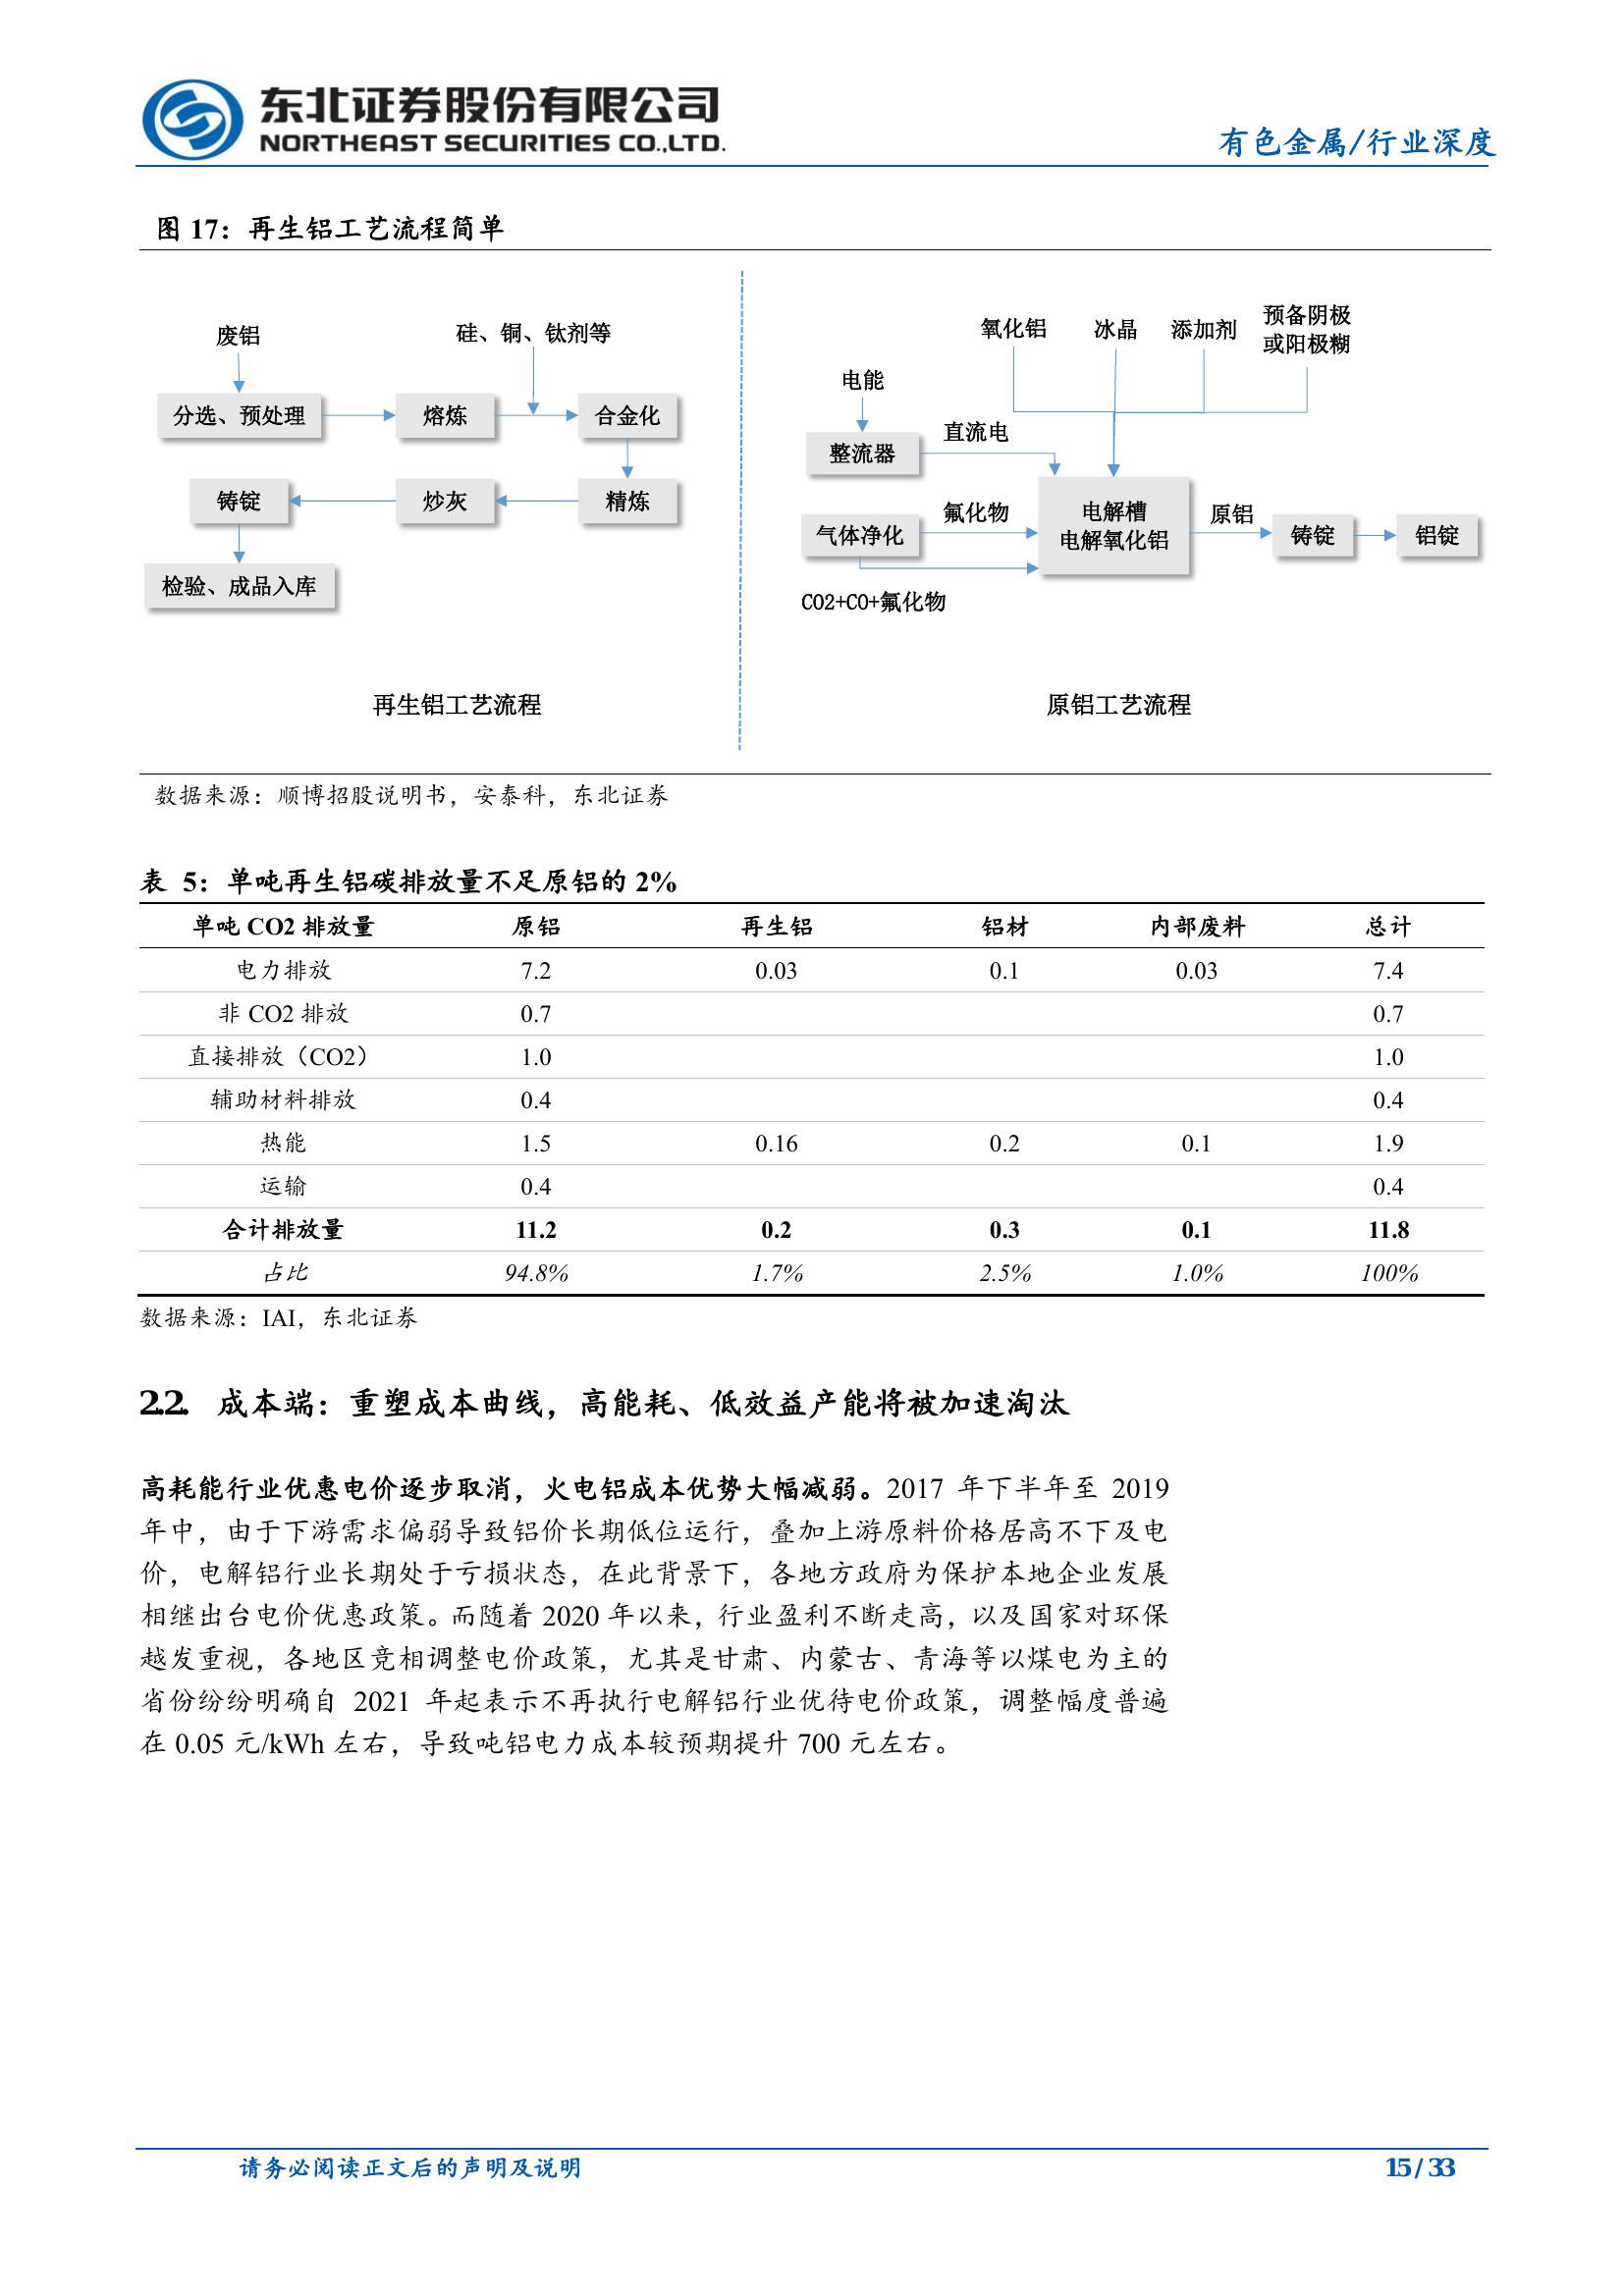 东北证券股份有限公司
NORTHEAST SECURITIES CO.,LTD.
有色金属/行业深度
图 17：再生铝工艺流程简单
废铝
硅、铜、钛剂等
分选、预处理
熔炼
合金化
铸锭
炒灰
精炼
检验、成品入库
再生铝工艺流程
氧化铝
冰晶
添加剂
预备阴极
或阳极糊
电能
整流器
直流电
气体净化
氟化物
电解槽
电解氧化铝
原铝
铸锭
铝锭
CO2+CO+氟化物
原铝工艺流程
数据来源：顺博招股说明书，安泰科，东北证券
表 5：单吨再生铝碳排放量不足原铝的 2%
单吨 CO2 排放量 原铝 再生铝 铝材 内部废料 总计
电力排放 7.2 0.03 0.1 0.03 7.4
非 CO2 排放 0.7 0.7
直接排放（CO2） 1.0 1.0
辅助材料排放 0.4 0.4
热能 1.5 0.16 0.2 0.1 1.9
运输 0.4 0.4
合计排放量 11.2 0.2 0.3 0.1 11.8
占比 94.8% 1.7% 2.5% 1.0% 100%
数据来源：IAI，东北证券
2.2. 成本端：重塑成本曲线，高能耗、低效益产能将被加速淘汰
高耗能行业优惠电价逐步取消，火电铝成本优势大幅减弱。2017 年下半年至 2019
年中，由于下游需求偏弱导致铝价长期低位运行，叠加上游原料价格居高不下及电
价，电解铝行业长期处于亏损状态，在此背景下，各地方政府为保护本地企业发展
相继出台电价优惠政策。而随着 2020 年以来，行业盈利不断走高，以及国家对环保
越发重视，各地区竞相调整电价政策，尤其是甘肃、内蒙古、青海等以煤电为主的
省份纷纷明确自 2021 年起表示不再执行电解铝行业优待电价政策，调整幅度普遍
在 0.05 元/kWh 左右，导致吨铝电力成本较预期提升 700 元左右。
请务必阅读正文后的声明及说明
15 / 33